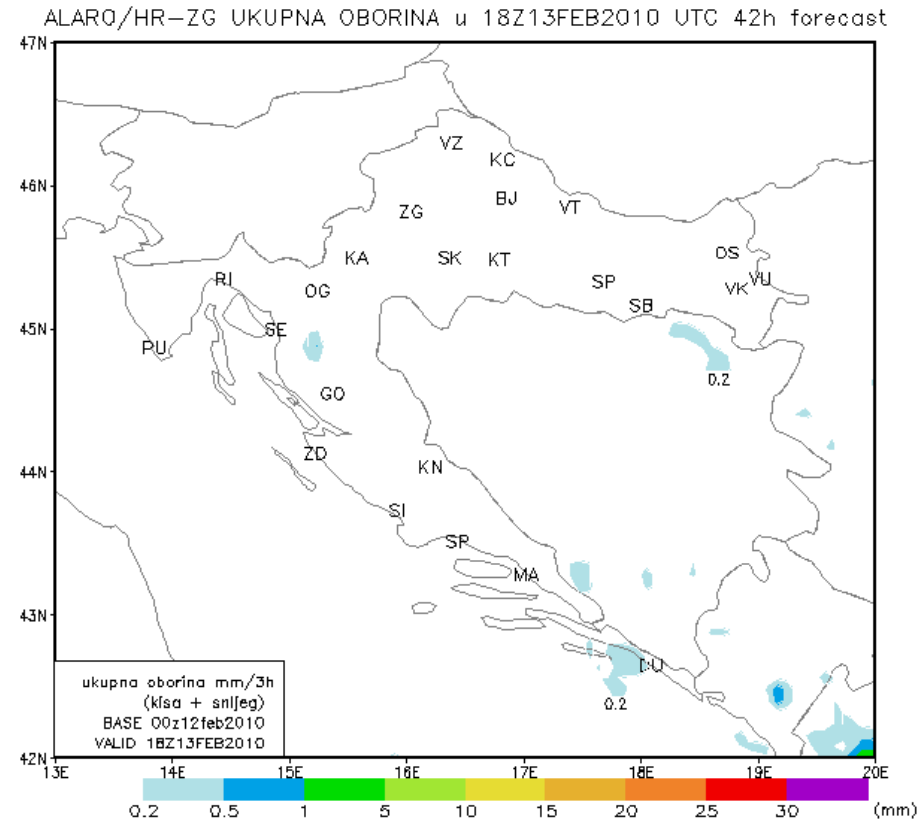 ALARO/HR-ZG UKUPNA OBORINA u 18Z13FEB2010 UTC 42h forecast
47N
VZ
KC
46N
BJ
VT
ZG
OS
KA
SK
KT
RI
VU
SP
VK
OG
SB
45N
SE
PU
0.2
GO
ZD
44N
KN
SI
SP
MA
43N
DU
0.2
ukupna oborina mm/3h
(kisa + snijeg)
BASE 00z12feb2010
VALID 18Z13FEB2010
42N
13E 14E 15E 16E 17E 18E 19E 20E
0.2 0.5 1 5 10 15 20 25 30 (mm)